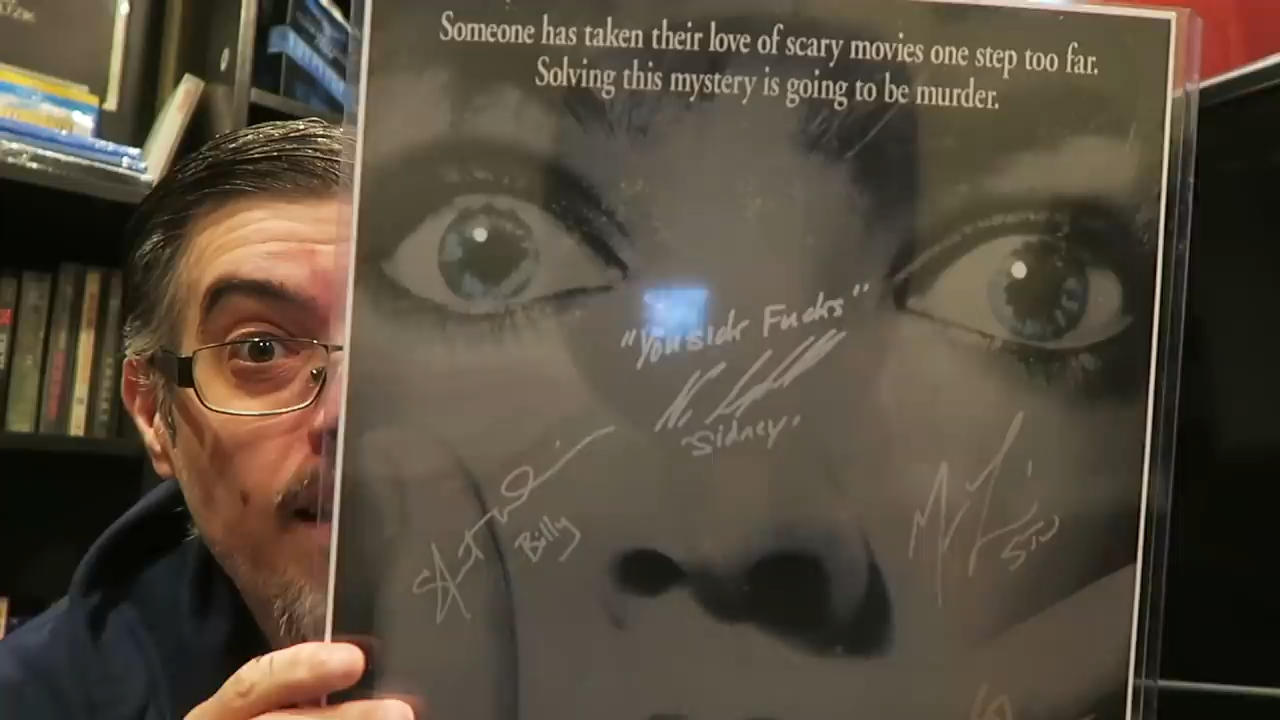 Someone has taken their love of scary movies one step too far.
Solving this mystery is going to be murder.
"You sick Fucks"
"Sidney"
Billy
Stu